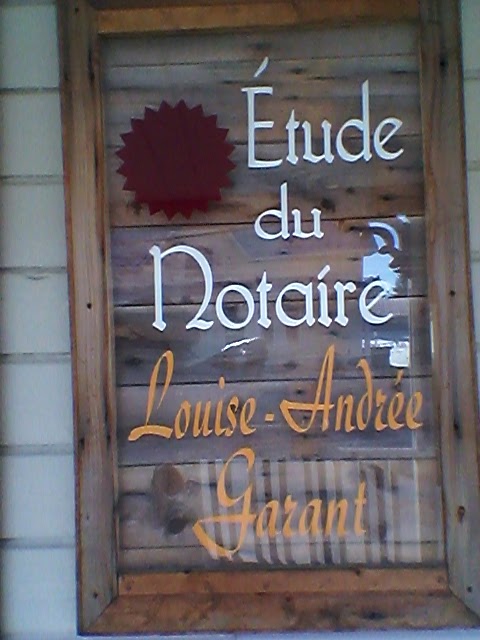 Étude
du
Notaire
Louise-Andrée
Garant